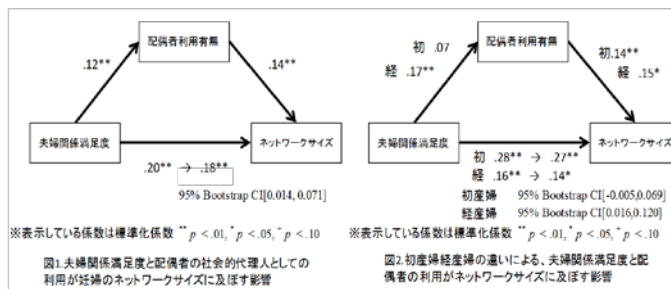 配偶者利用有無
.12**
.14**
夫婦関係満足度
ネットワークサイズ
.20** → .18**
95% Bootstrap CI[0.014, 0.071]
※表示している係数は標準化係数 ** p < .01, * p < .05, + p < .10
図1.夫婦関係満足度と配偶者の社会的代理人としての
利用が妊婦のネットワークサイズに及ぼす影響
配偶者利用有無
初 .07
経 .17**
初.14**
経 .15*
夫婦関係満足度
ネットワークサイズ
初 .28** → .27**
経 .16** → .14*
初産婦 95% Bootstrap CI[-0.005,0.069]
経産婦 95% Bootstrap CI[0.016,0.120]
※表示している係数は標準化係数 ** p < .01, * p < .05, + p < .10
図2.初産婦経産婦の違いによる、夫婦関係満足度と配
偶者の利用がネットワークサイズに及ぼす影響